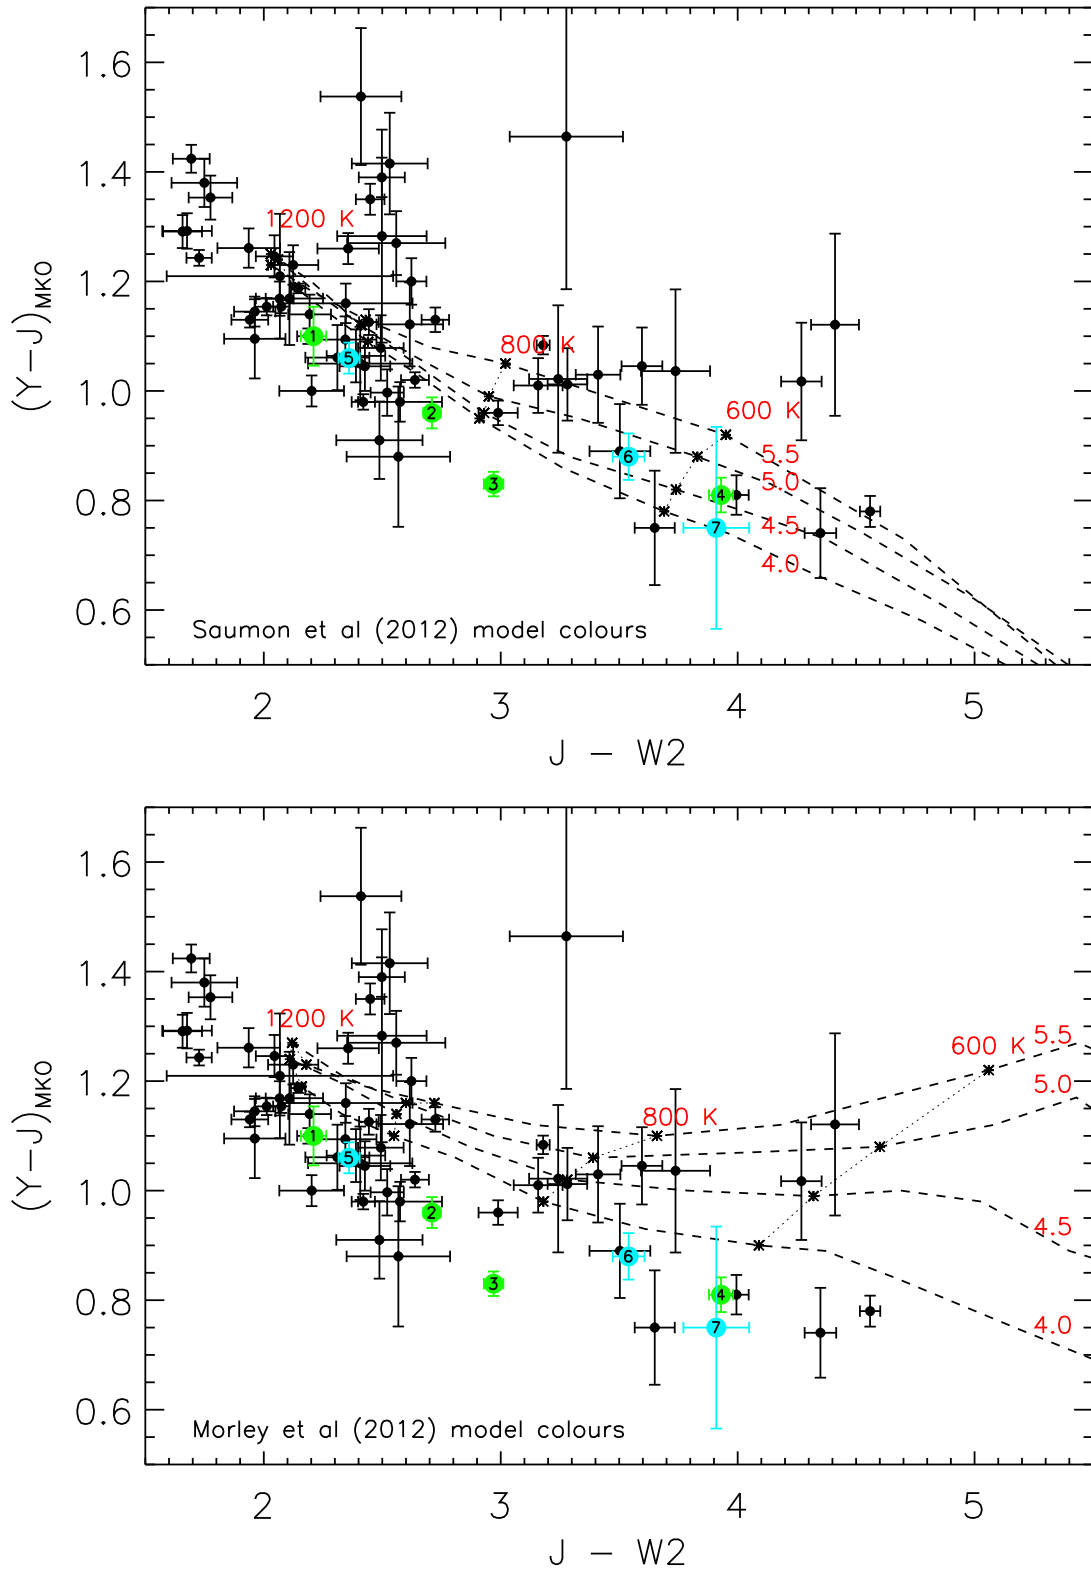 1.6
1.4
1200 K
1.2
1
800 K
5
1.0
600 K
2
5.5
6
5.0
3
4
0.8
4.5
7
4.0
0.6
Saumon et al (2012) model colours
(Y-J)MKO
2 3 4 5
J - W2
1.6
1.4
1200 K
5.5
600 K
1.2
5.0
1
800 K
5
1.0
2
4.5
6
3
4
0.8
7
4.0
0.6
Morley et al (2012) model colours
(Y-J)MKO
2 3 4 5
J - W2